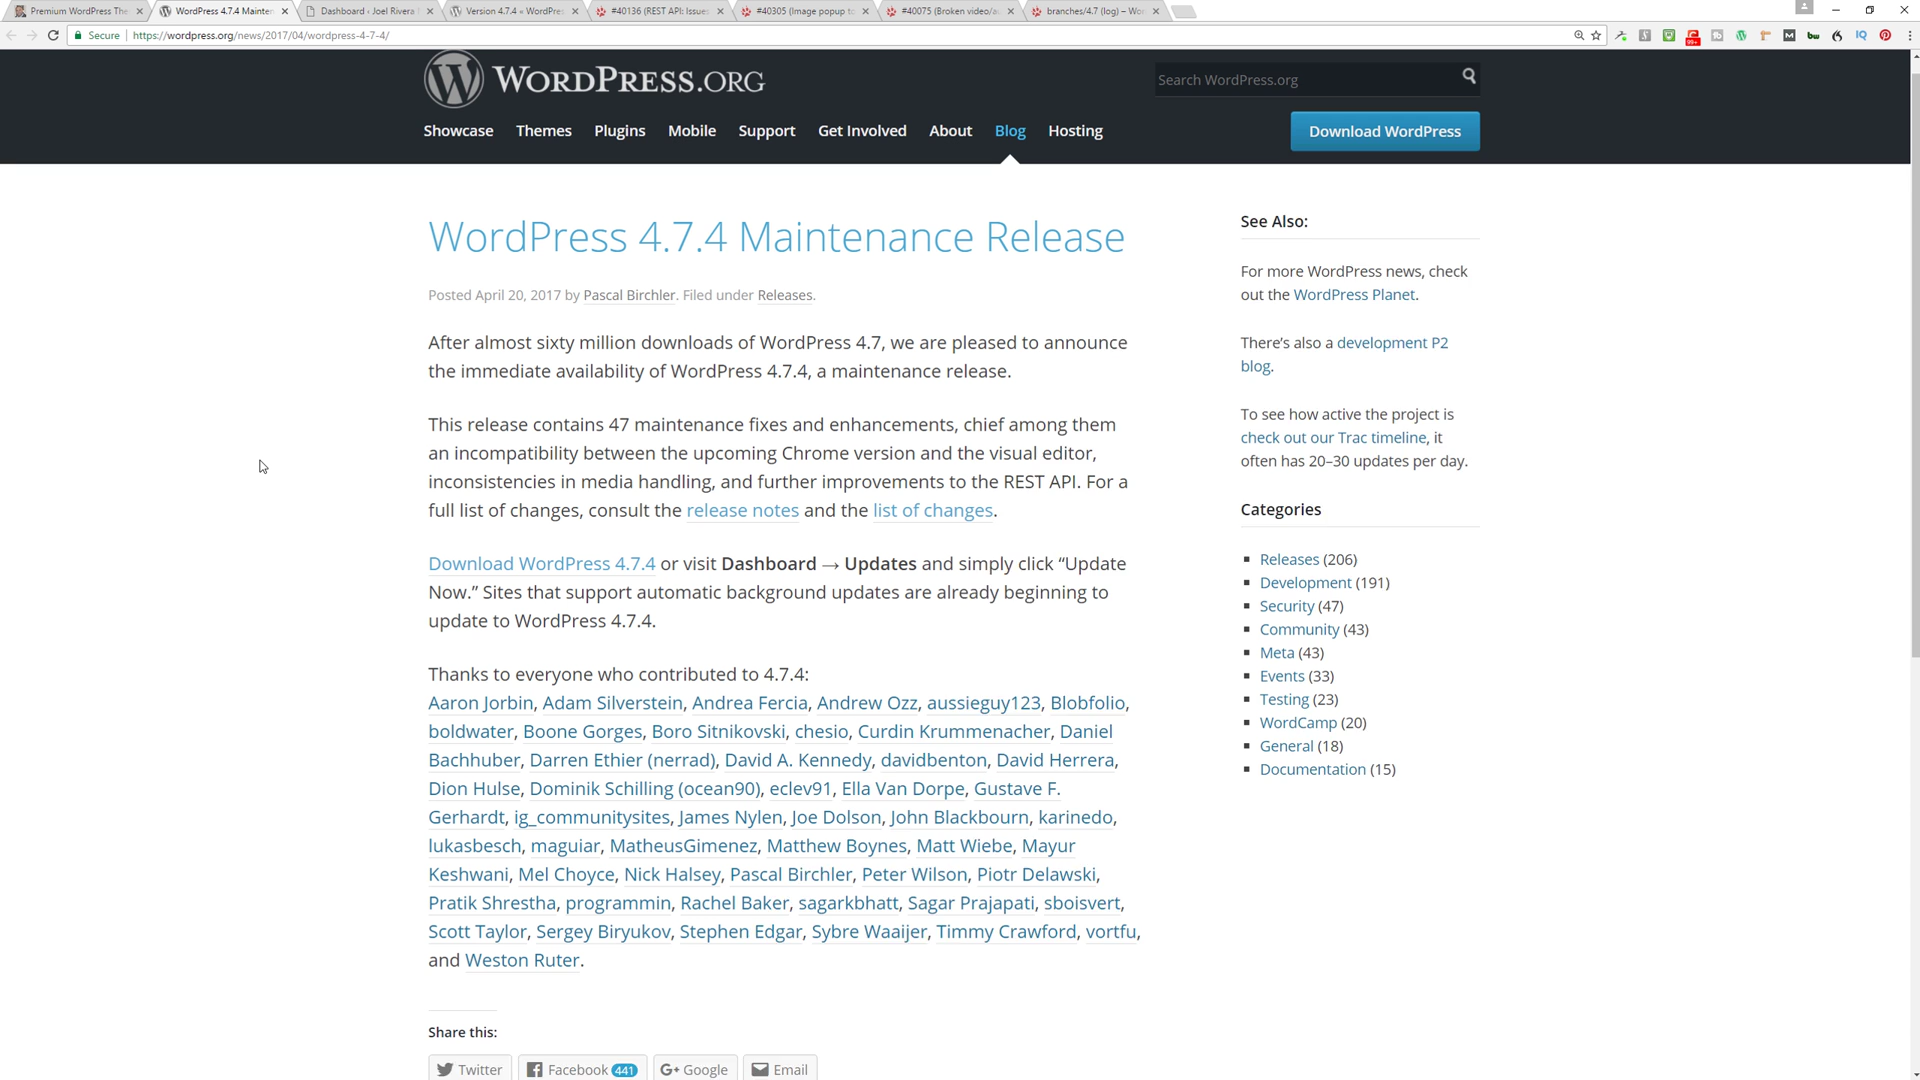 Premium WordPress The
WordPress 4.7.4 Mainten
Dashboard ‹ Joel Rivera
Version 4.7.4 « WordPres
#40136 (REST API: Issues
#40305 (Image popup to
#40075 (Broken video/a
branches/4.7 (log) – Wo
Secure https://wordpress.org/news/2017/04/wordpress-4-7-4/
99+
M
bw
IQ
WORDPRESS.ORG
Search WordPress.org
Showcase Themes Plugins Mobile Support Get Involved About Blog Hosting
Download WordPress
WordPress 4.7.4 Maintenance Release
Posted April 20, 2017 by Pascal Birchler. Filed under Releases.
After almost sixty million downloads of WordPress 4.7, we are pleased to announce
the immediate availability of WordPress 4.7.4, a maintenance release.
This release contains 47 maintenance fixes and enhancements, chief among them
an incompatibility between the upcoming Chrome version and the visual editor,
inconsistencies in media handling, and further improvements to the REST API. For a
full list of changes, consult the release notes and the list of changes.
Download WordPress 4.7.4 or visit Dashboard → Updates and simply click “Update
Now.” Sites that support automatic background updates are already beginning to
update to WordPress 4.7.4.
Thanks to everyone who contributed to 4.7.4:
Aaron Jorbin, Adam Silverstein, Andrea Fercia, Andrew Ozz, aussieguy123, Blobfolio,
boldwater, Boone Gorges, Boro Sitnikovski, chesio, Curdin Krummenacher, Daniel
Bachhuber, Darren Ethier (nerrad), David A. Kennedy, davidbenton, David Herrera,
Dion Hulse, Dominik Schilling (ocean90), eclev91, Ella Van Dorpe, Gustave F.
Gerhardt, ig_communitysites, James Nylen, Joe Dolson, John Blackbourn, karinedo,
lukasbesch, maguiar, MatheusGimenez, Matthew Boynes, Matt Wiebe, Mayur
Keshwani, Mel Choyce, Nick Halsey, Pascal Birchler, Peter Wilson, Piotr Delawski,
Pratik Shrestha, programmin, Rachel Baker, sagarkbhatt, Sagar Prajapati, sboisvert,
Scott Taylor, Sergey Biryukov, Stephen Edgar, Sybre Waaijer, Timmy Crawford, vortfu,
and Weston Ruter.
Share this:
Twitter
Facebook 441
G+ Google
Email
See Also:
For more WordPress news, check
out the WordPress Planet.
There’s also a development P2
blog.
To see how active the project is
check out our Trac timeline, it
often has 20–30 updates per day.
Categories
Releases (206)
Development (191)
Security (47)
Community (43)
Meta (43)
Events (33)
Testing (23)
WordCamp (20)
General (18)
Documentation (15)